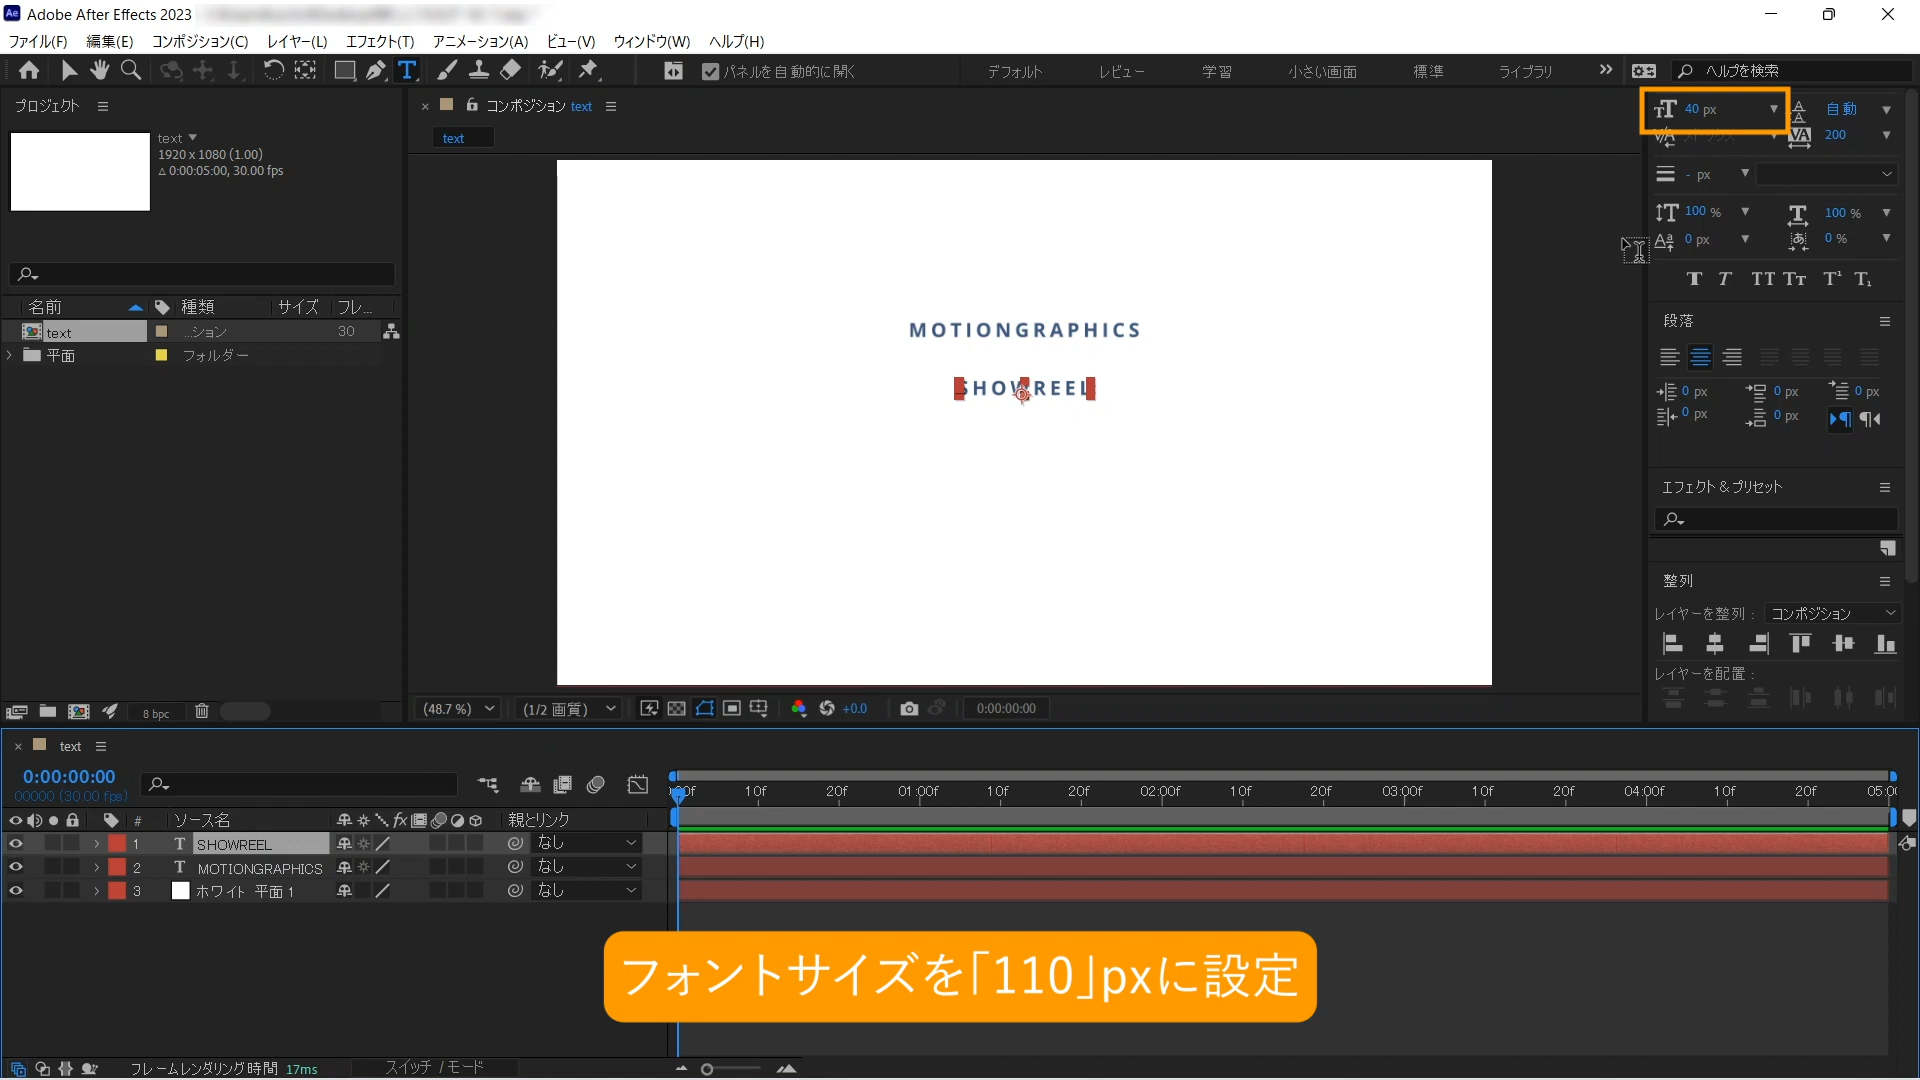 Adobe After Effects 2023
ファイル(F) 編集(E) コンポジション(C) レイヤー(L) エフェクト(T) アニメーション(A) ビュー(V) ウィンドウ(W) ヘルプ(H)
パネルを自動的に開く デフォルト レビュー 学習 小さい画面 標準 ライブラリ ヘルプを検索
プロジェクト
text
1920 x 1080 (1.00)
Δ 0:00:05:00, 30.00 fps
名前 種類 サイズ フレ...
text ...ション 30
平面 フォルダー
8 bpc
コンポジション text
text
MOTIONGRAPHICS
SHOWREEL
(48.7 %) (1/2 画質) +0.0 0:00:00:00
40 px 自動
200
- px
100 % 100 %
0 px 0 %
段落
0 px 0 px 0 px
0 px 0 px
エフェクト&プリセット
整列
レイヤーを整列 : コンポジション
レイヤーを配置 :
text
0:00:00:00
00000 (30.00 fps)
10f 20f 01:00f 10f 20f 02:00f 10f 20f 03:00f 10f 20f 04:00f 10f 20f 05:0
# ソース名 親とリンク
1 SHOWREEL なし
2 MOTIONGRAPHICS なし
3 ホワイト 平面 1 なし
フォントサイズを「110」pxに設定
フレームレンダリング時間 17ms スイッチ / モード